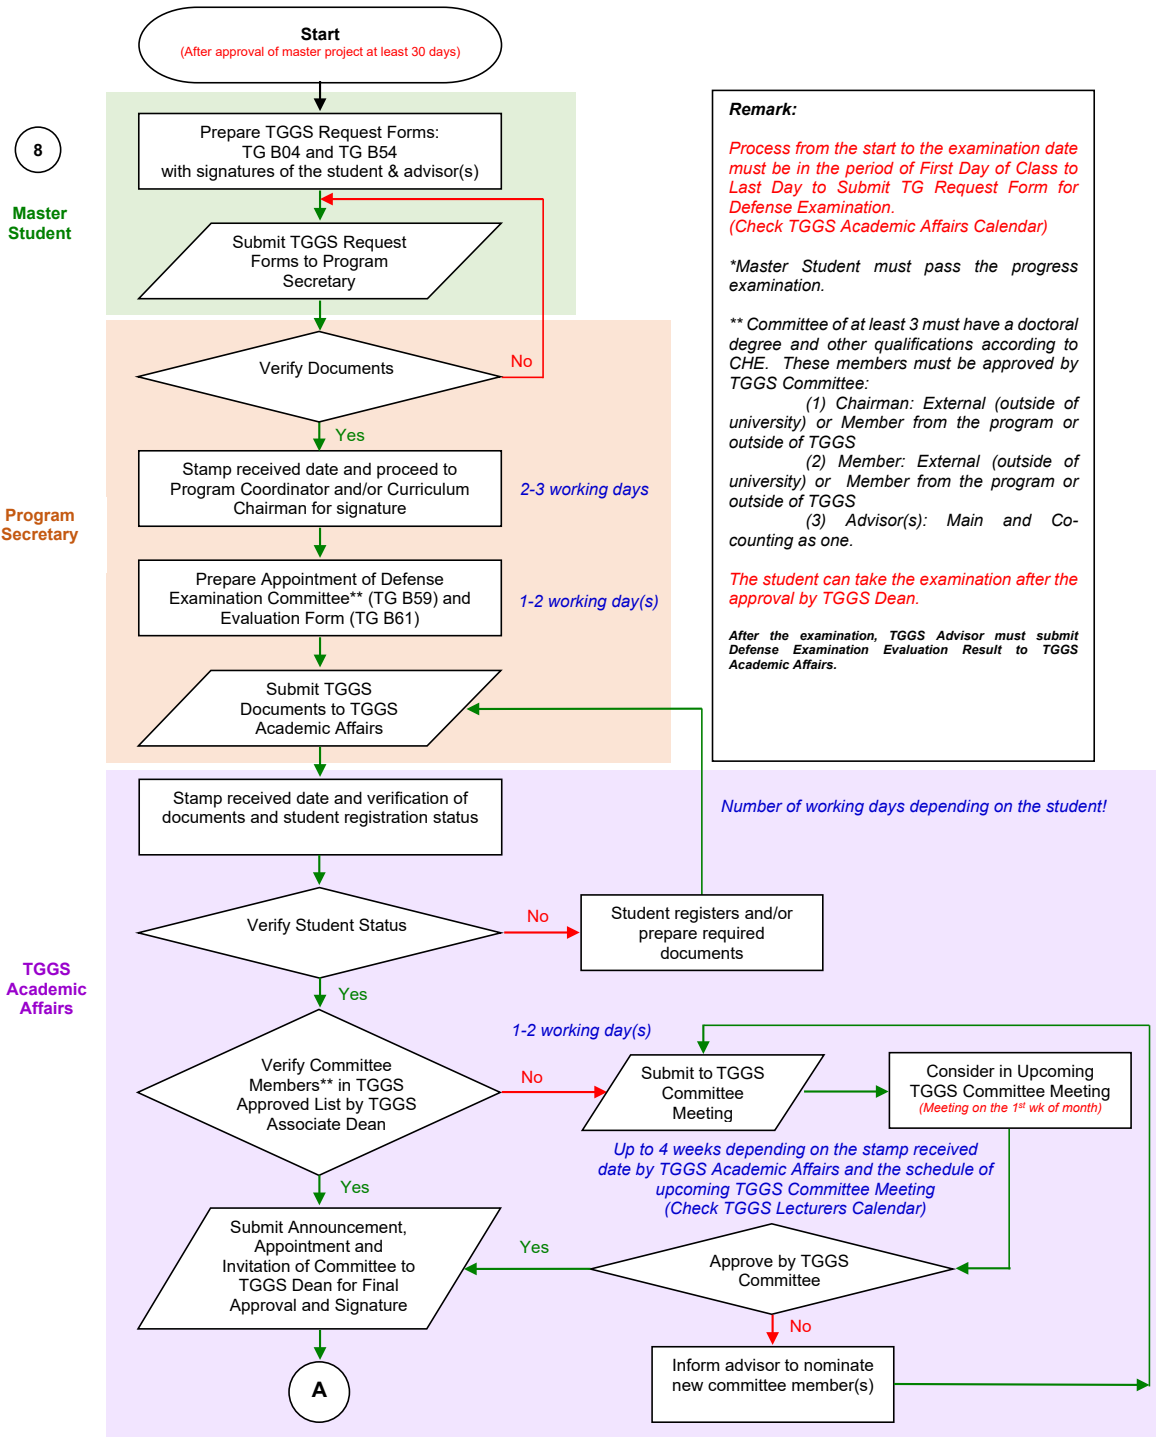 Start
(After approval of master project at least 30 days)
8
Master
Student
Prepare TGGS Request Forms:
TG B04 and TG B54
with signatures of the student & advisor(s)
Submit TGGS Request
Forms to Program
Secretary
Remark:
Process from the start to the examination date
must be in the period of First Day of Class to
Last Day to Submit TG Request Form for
Defense Examination.
(Check TGGS Academic Affairs Calendar)
*Master Student must pass the progress
examination.
** Committee of at least 3 must have a doctoral
degree and other qualifications according to
CHE. These members must be approved by
TGGS Committee:
(1) Chairman: External (outside of
university) or Member from the program or
outside of TGGS
(2) Member: External (outside of
university) or Member from the program or
outside of TGGS
(3) Advisor(s): Main and Co-
counting as one.
The student can take the examination after the
approval by TGGS Dean.
After the examination, TGGS Advisor must submit
Defense Examination Evaluation Result to TGGS
Academic Affairs.
Program
Secretary
Verify Documents
No
Yes
Stamp received date and proceed to
Program Coordinator and/or Curriculum
Chairman for signature
2-3 working days
Prepare Appointment of Defense
Examination Committee** (TG B59) and
Evaluation Form (TG B61)
1-2 working day(s)
Submit TGGS
Documents to TGGS
Academic Affairs
TGGS
Academic
Affairs
Stamp received date and verification of
documents and student registration status
Number of working days depending on the student!
Verify Student Status
No
Student registers and/or
prepare required
documents
Yes
1-2 working day(s)
Verify Committee
Members** in TGGS
Approved List by TGGS
Associate Dean
No
Submit to TGGS
Committee
Meeting
Consider in Upcoming
TGGS Committee Meeting
(Meeting on the 1st wk of month)
Up to 4 weeks depending on the stamp received
date by TGGS Academic Affairs and the schedule of
upcoming TGGS Committee Meeting
(Check TGGS Lecturers Calendar)
Yes
Submit Announcement,
Appointment and
Invitation of Committee to
TGGS Dean for Final
Approval and Signature
Yes
Approve by TGGS
Committee
No
Inform advisor to nominate
new committee member(s)
A